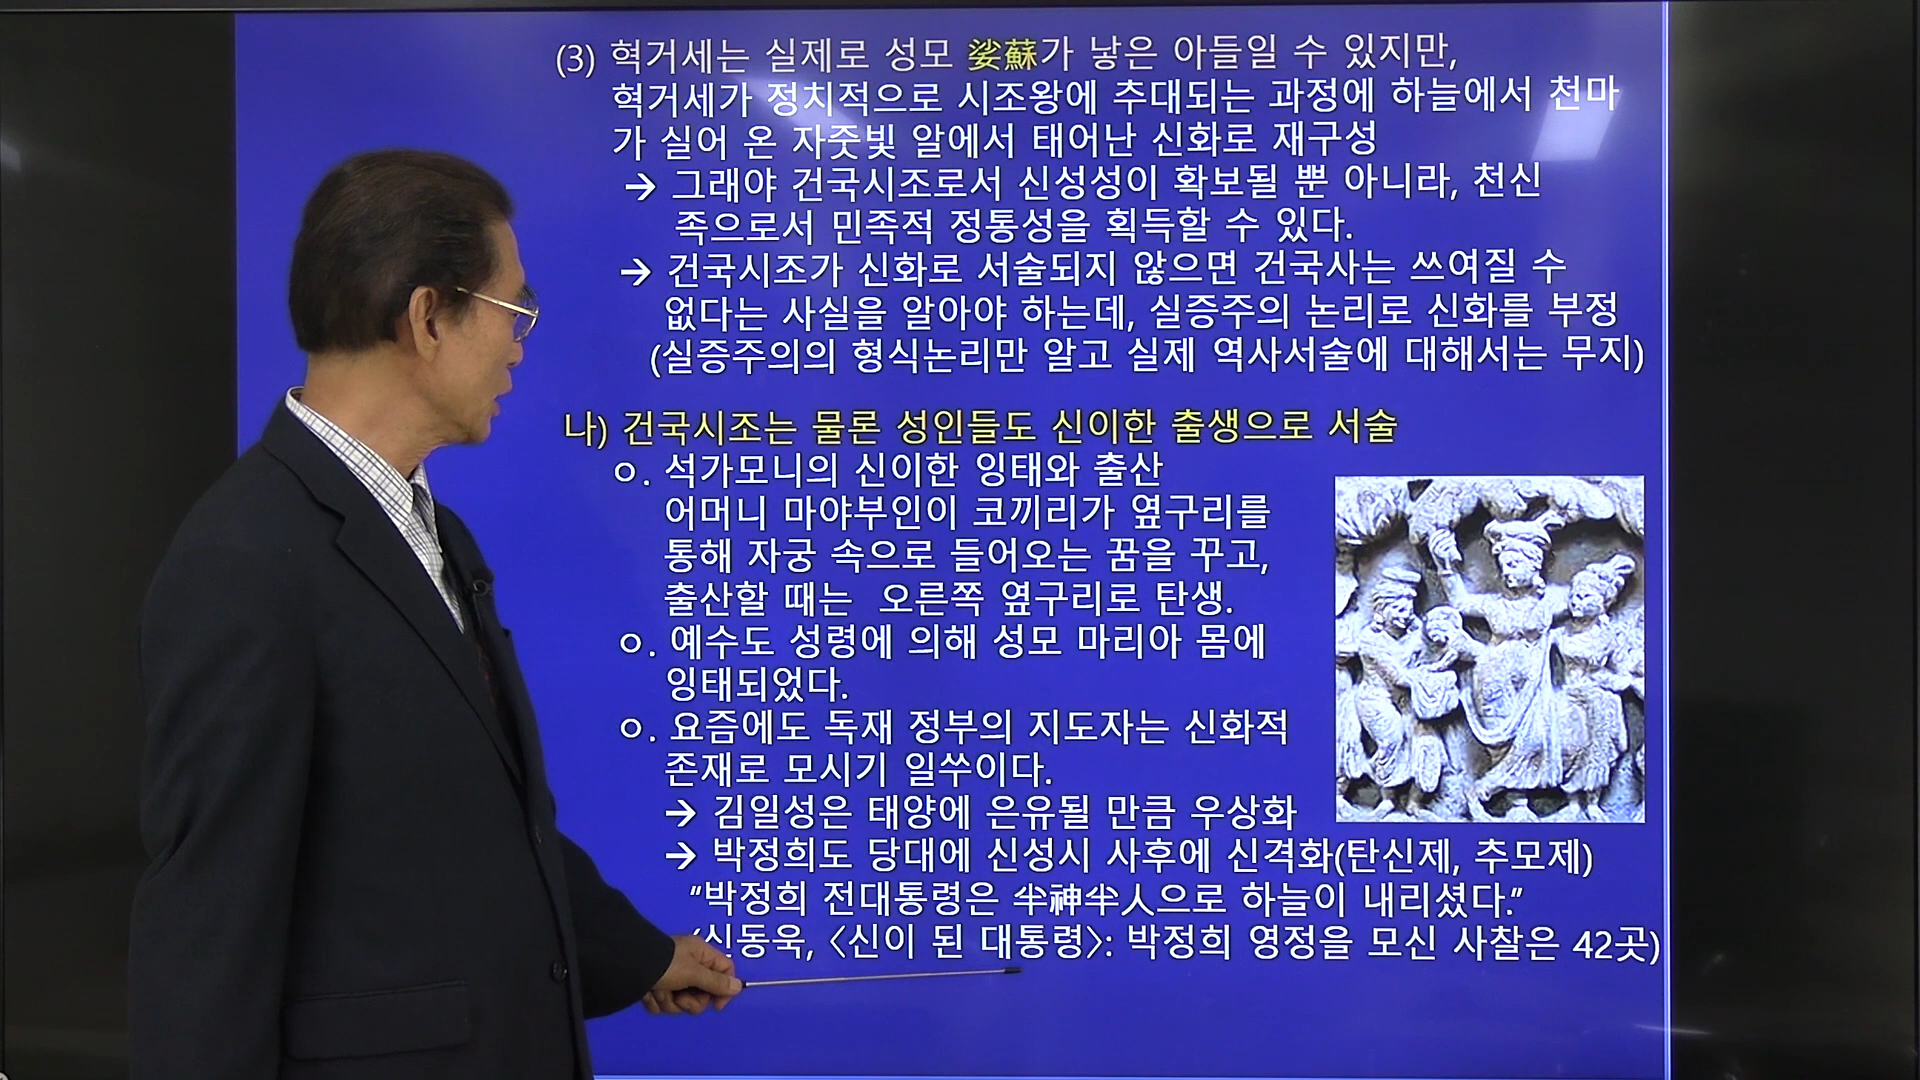 (3) 혁거세는 실제로 성모 娑蘇가 낳은 아들일 수 있지만,
혁거세가 정치적으로 시조왕에 추대되는 과정에 하늘에서 천마
가 실어 온 자줏빛 알에서 태어난 신화로 재구성
→ 그래야 건국시조로서 신성성이 확보될 뿐 아니라, 천신
족으로서 민족적 정통성을 획득할 수 있다.
→ 건국시조가 신화로 서술되지 않으면 건국사는 쓰여질 수
없다는 사실을 알아야 하는데, 실증주의 논리로 신화를 부정
(실증주의의 형식논리만 알고 실제 역사서술에 대해서는 무지)
나) 건국시조는 물론 성인들도 신이한 출생으로 서술
ㅇ. 석가모니의 신이한 잉태와 출산
어머니 마야부인이 코끼리가 옆구리를
통해 자궁 속으로 들어오는 꿈을 꾸고,
출산할 때는 오른쪽 옆구리로 탄생.
ㅇ. 예수도 성령에 의해 성모 마리아 몸에
잉태되었다.
ㅇ. 요즘에도 독재 정부의 지도자는 신화적
존재로 모시기 일쑤이다.
→ 김일성은 태양에 은유될 만큼 우상화
→ 박정희도 당대에 신성시 사후에 신격화(탄신제, 추모제)
"박정희 전대통령은 半神半人으로 하늘이 내리셨다."
(신동욱, 〈신이 된 대통령〉: 박정희 영정을 모신 사찰은 42곳)